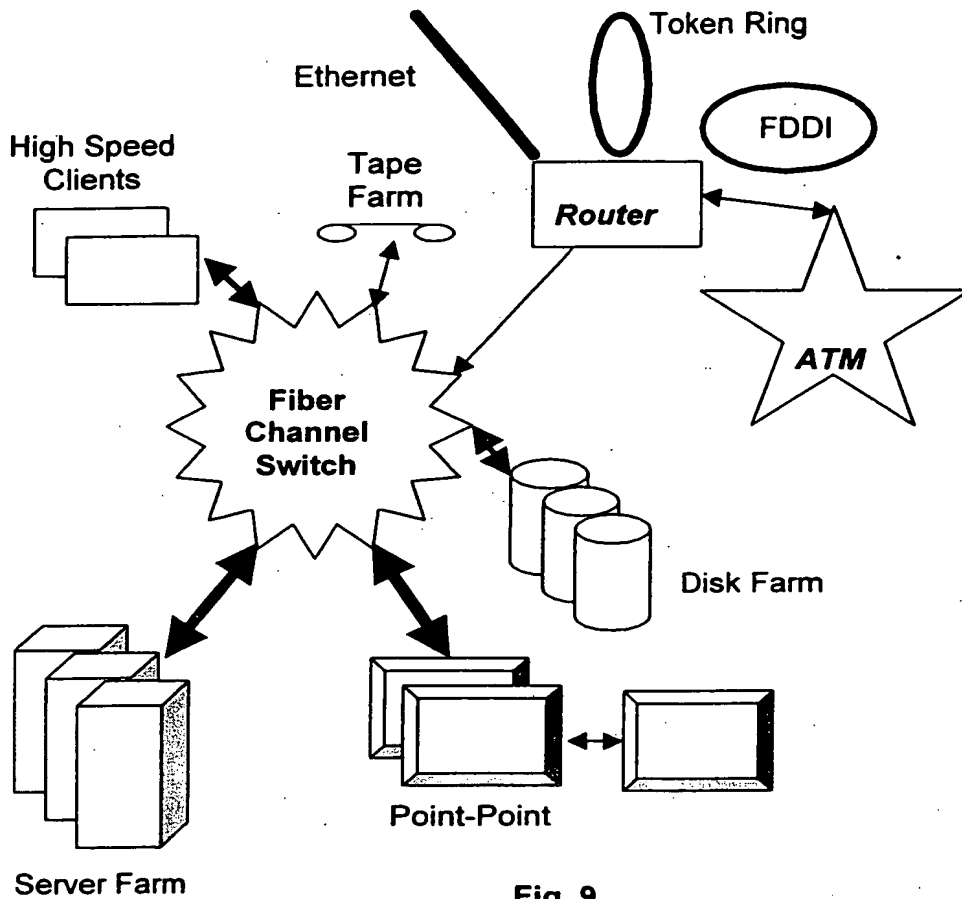 Token Ring
Ethernet
FDDI
High Speed
Clients
Tape
Farm
Router
ATM
Fiber
Channel
Switch
Disk Farm
Point-Point
Server Farm
Fig. 9